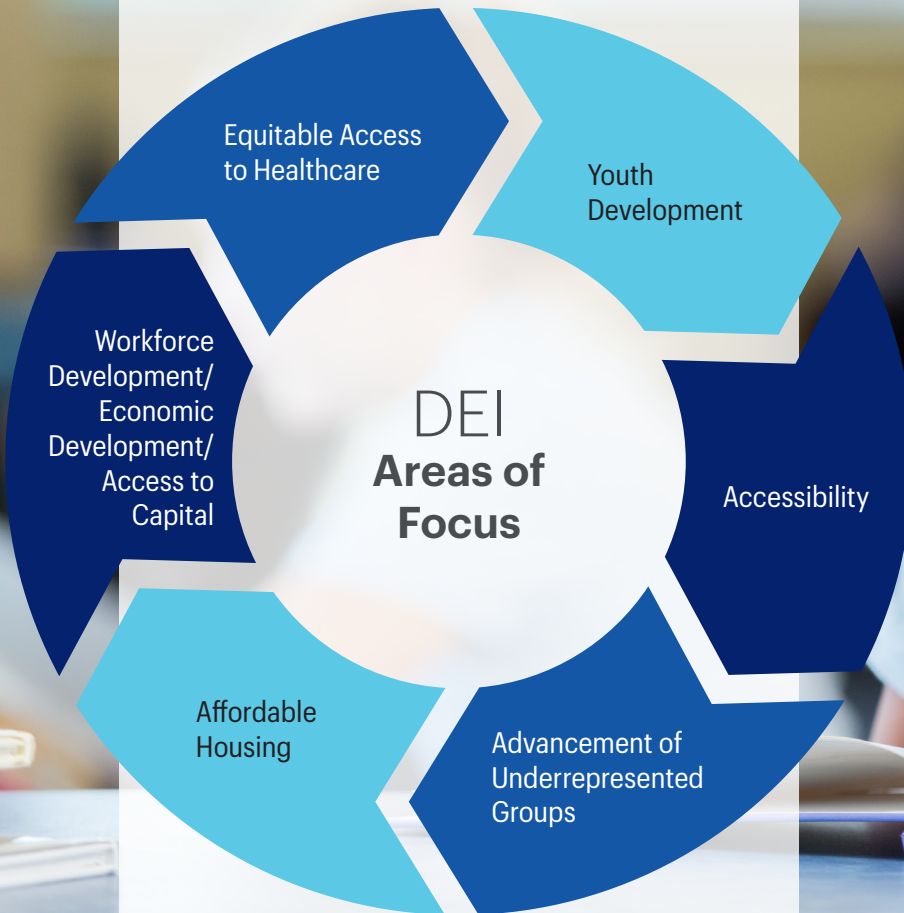 DEI
Areas of
Focus
Equitable Access
to Healthcare
Youth
Development
Accessibility
Advancement of
Underrepresented
Groups
Affordable
Housing
Workforce
Development/
Economic
Development/
Access to
Capital